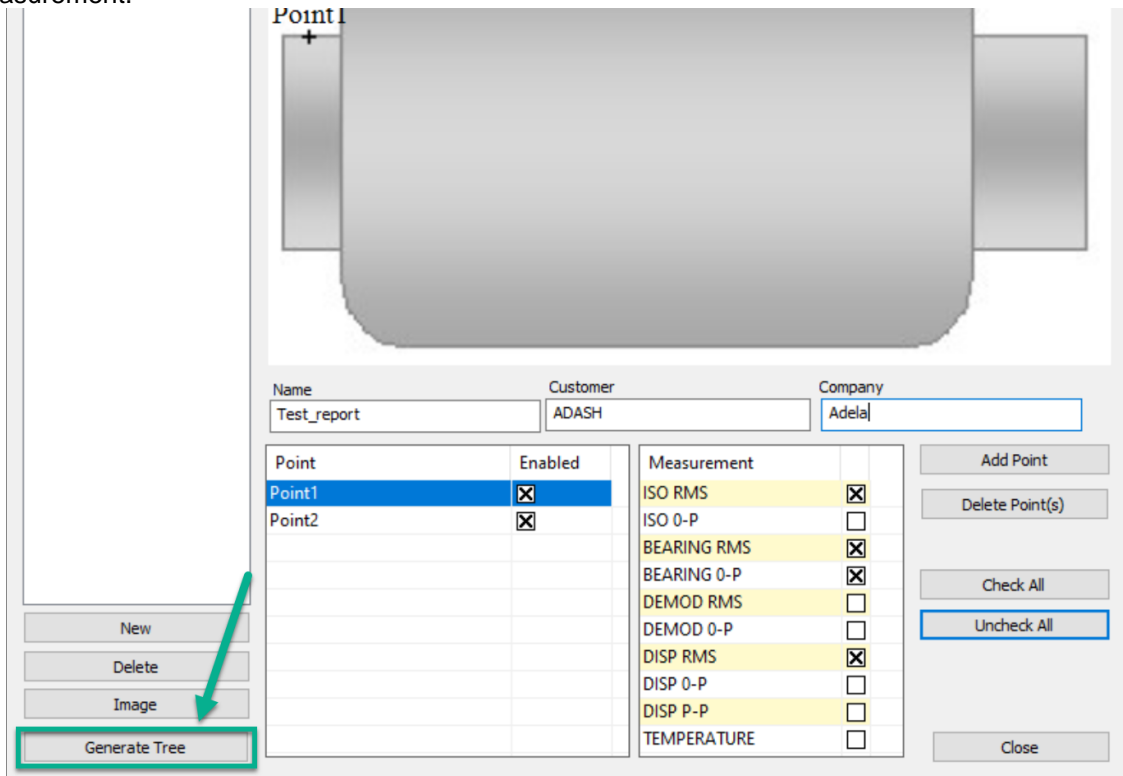 asurement.
Point1
Name Customer Company
Test_report ADASH Adela
Point Enabled
Point1
Point2
Measurement
ISO RMS
ISO 0-P
BEARING RMS
BEARING 0-P
DEMOD RMS
DEMOD 0-P
DISP RMS
DISP 0-P
DISP P-P
TEMPERATURE
Add Point
Delete Point(s)
Check All
Uncheck All
Close
New
Delete
Image
Generate Tree